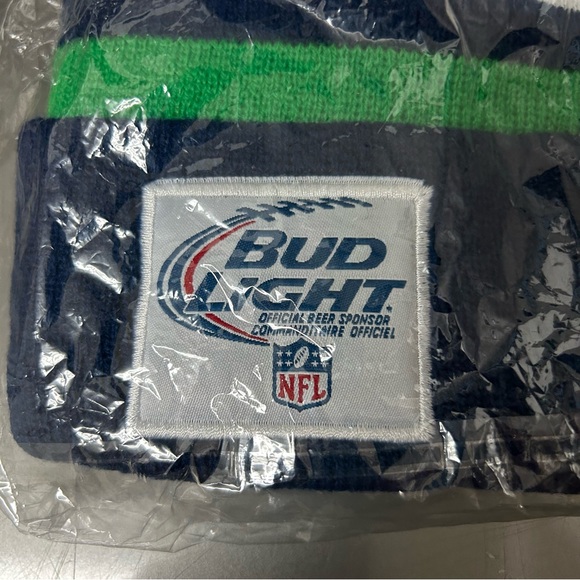 BUD
LIGHT
OFFICIAL BEER SPONSOR
COMMANDITAIRE OFFICIEL
NFL